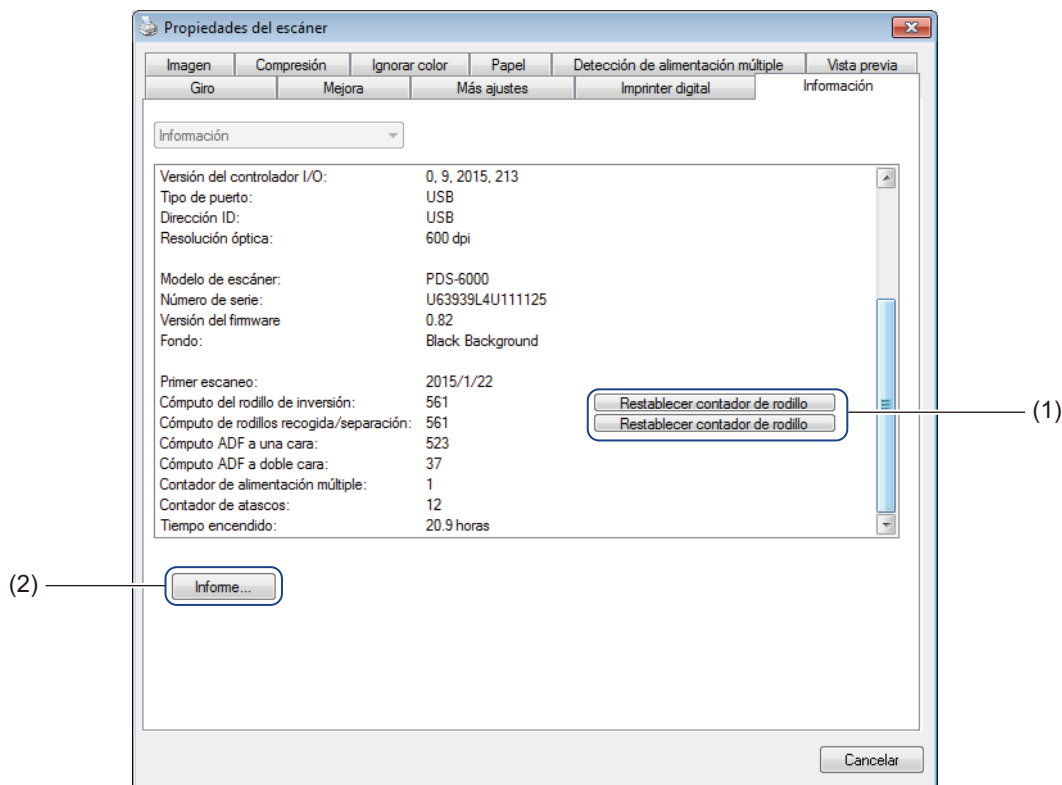 Propiedades del escáner
Imagen Compresión Ignorar color Papel Detección de alimentación múltiple Vista previa
Giro Mejora Más ajustes Imprinter digital Información
Información
Versión del controlador I/O: 0, 9, 2015, 213
Tipo de puerto: USB
Dirección ID: USB
Resolución óptica: 600 dpi
Modelo de escáner: PDS-6000
Número de serie: U63939L4U111125
Versión del firmware 0.82
Fondo: Black Background
Primer escaneo: 2015/1/22
Cómputo del rodillo de inversión: 561 Restablecer contador de rodillo
Cómputo de rodillos recogida/separación: 561 Restablecer contador de rodillo
(1)
Cómputo ADF a una cara: 523
Cómputo ADF a doble cara: 37
Contador de alimentación múltiple: 1
Contador de atascos: 12
Tiempo encendido: 20.9 horas
(2) Informe...
Cancelar